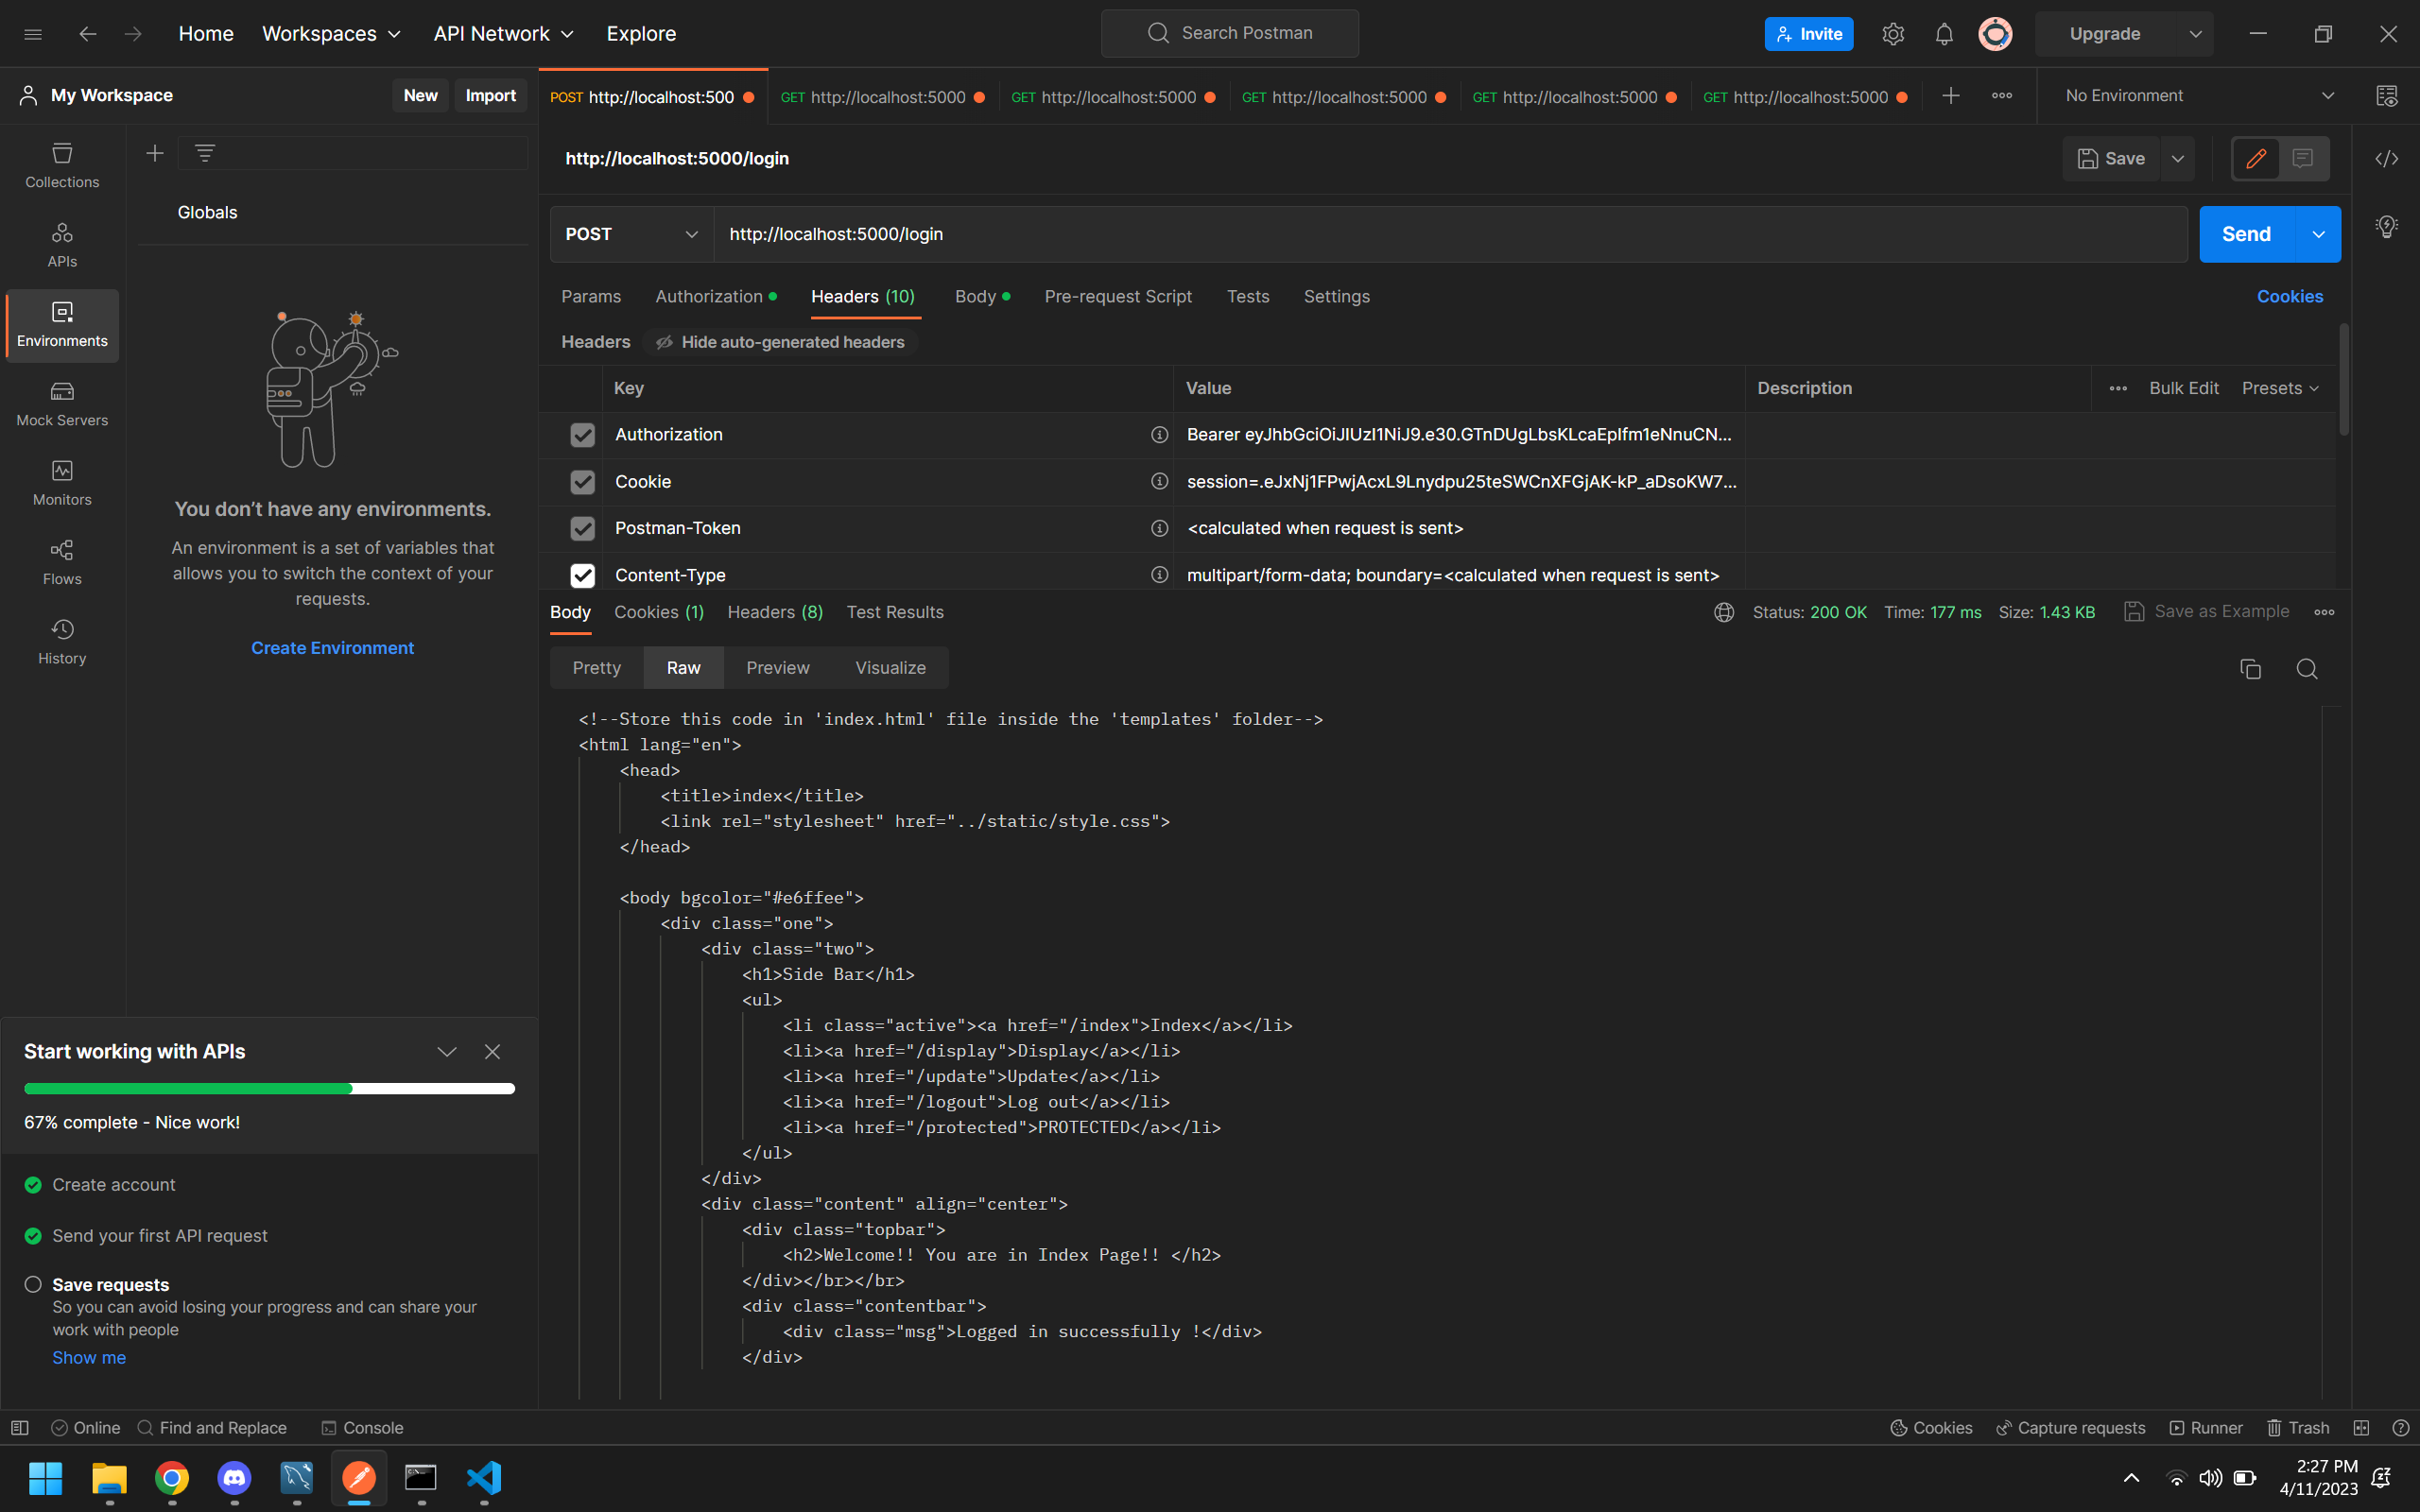 Home
Workspaces
API Network
Explore
Search Postman
Invite
Upgrade
My Workspace
New
Import
POST http://localhost:500
GET http://localhost:5000
GET http://localhost:5000
GET http://localhost:5000
GET http://localhost:5000
GET http://localhost:5000
No Environment
Collections
APIs
Environments
Mock Servers
Monitors
Flows
History
Globals
You don’t have any environments.
An environment is a set of variables that
allows you to switch the context of your
requests.
Create Environment
http://localhost:5000/login
Save
POST
http://localhost:5000/login
Send
Params
Authorization
Headers (10)
Body
Pre-request Script
Tests
Settings
Cookies
Headers
Hide auto-generated headers
Key
Value
Description
Bulk Edit
Presets
Authorization
Bearer eyJhbGciOiJIUzI1NiJ9.e30.GTnDUgLbsKLcaEpIfm1eNnuCN...
Cookie
session=.eJxNj1FPwjAcxL9Lnydpu25teSWCnXFGjAK-kP_aDsoKW7...
Postman-Token
<calculated when request is sent>
Content-Type
multipart/form-data; boundary=<calculated when request is sent>
Body
Cookies (1)
Headers (8)
Test Results
Status: 200 OK
Time: 177 ms
Size: 1.43 KB
Save as Example
Pretty
Raw
Preview
Visualize
<!--Store this code in 'index.html' file inside the 'templates' folder-->
<html lang="en">
<head>
<title>index</title>
<link rel="stylesheet" href="../static/style.css">
</head>
<body bgcolor="#e6ffee">
<div class="one">
<div class="two">
<h1>Side Bar</h1>
<ul>
<li class="active"><a href="/index">Index</a></li>
<li><a href="/display">Display</a></li>
<li><a href="/update">Update</a></li>
<li><a href="/logout">Log out</a></li>
<li><a href="/protected">PROTECTED</a></li>
</ul>
</div>
<div class="content" align="center">
<div class="topbar">
<h2>Welcome!! You are in Index Page!! </h2>
</div></br></br>
<div class="contentbar">
<div class="msg">Logged in successfully !</div>
</div>
Start working with APIs
67% complete - Nice work!
Create account
Send your first API request
Save requests
So you can avoid losing your progress and can share your
work with people
Show me
Online
Find and Replace
Console
Cookies
Capture requests
Runner
Trash
2:27 PM
4/11/2023